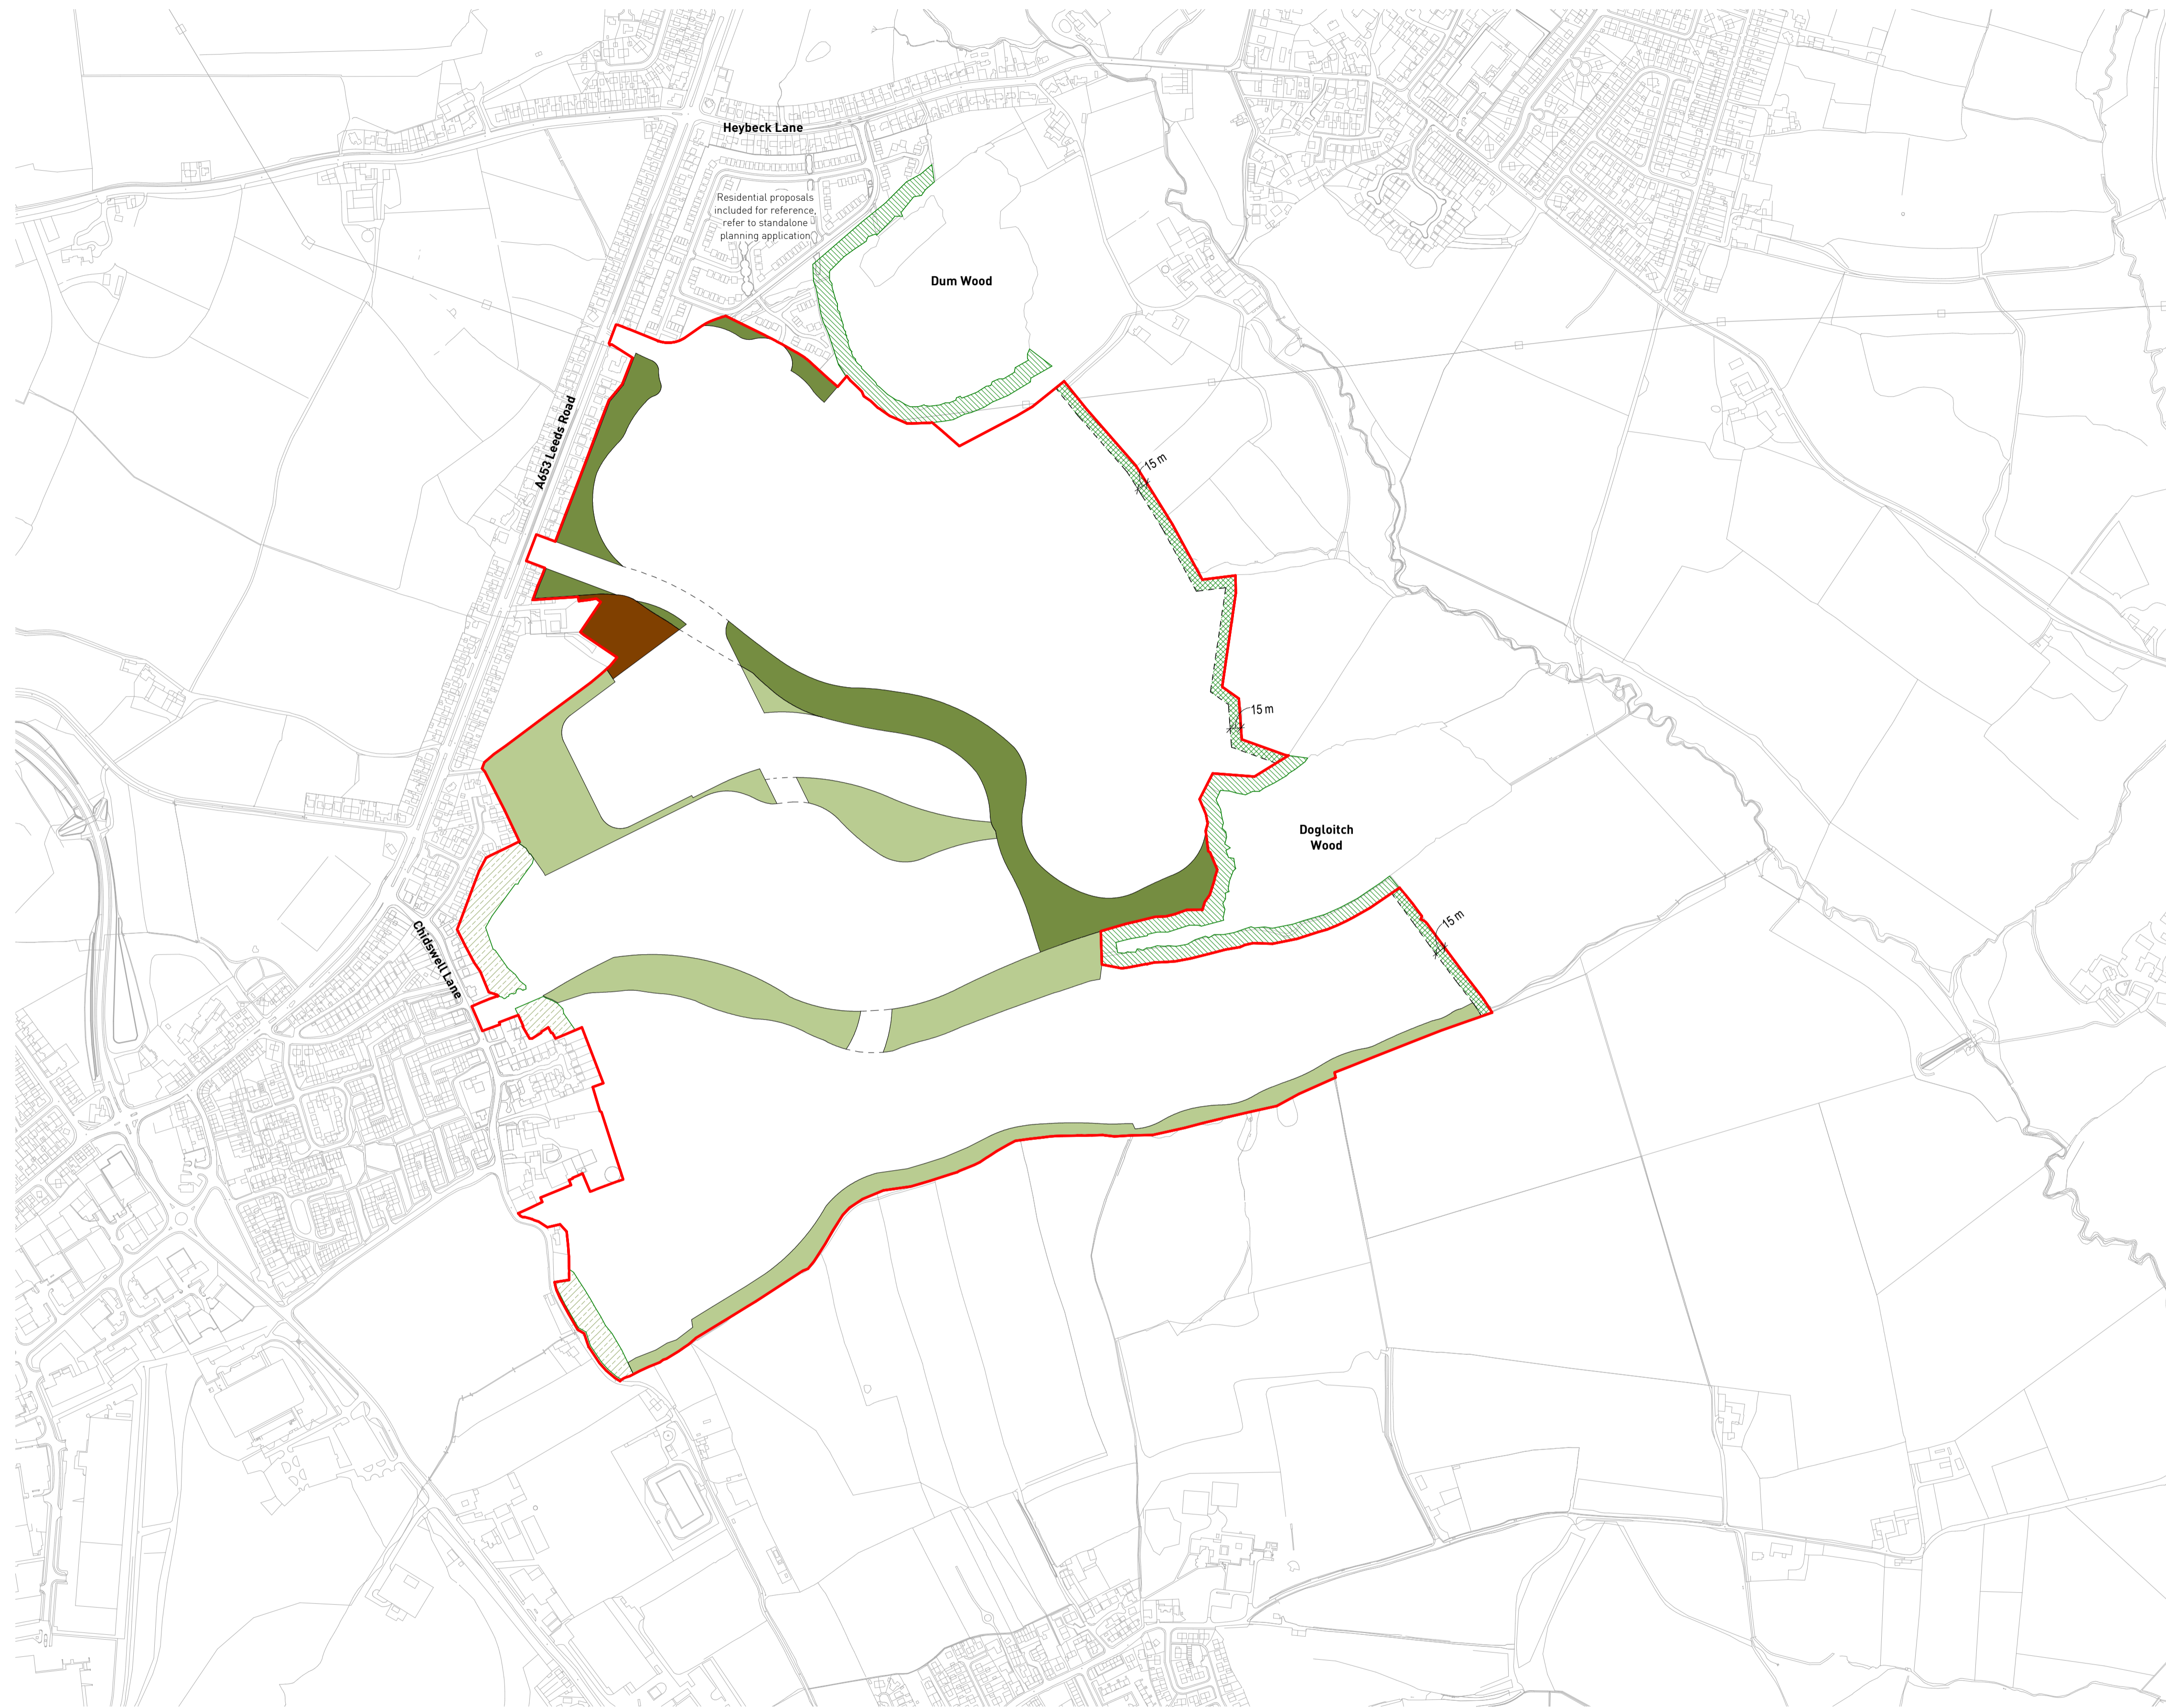 Heybeck Lane
Residential proposals
included for reference,
refer to standalone
planning application
Dum Wood
A653 Leeds Road
15 m
15 m
Dogloitch
Wood
15 m
Chidswell Lane